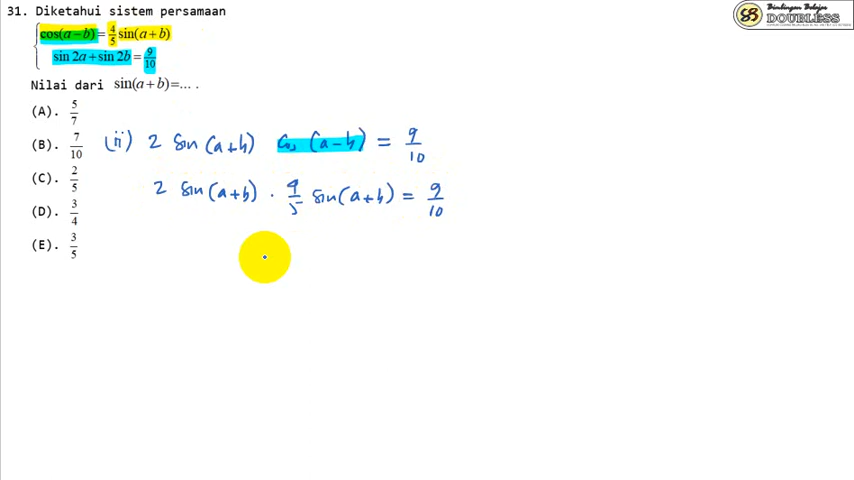 31. Diketahui sistem persamaan
cos(a−b)=4/5 sin(a+b)
sin 2a+sin 2b=9/10
Nilai dari sin(a+b)=... .
(A). 5/7
(B). 7/10
(C). 2/5
(D). 3/4
(E). 3/5
(ii) 2 sin(a+b) cos(a−b) = 9/10
2 sin(a+b) · 4/5 sin(a+b) = 9/10
Bimbingan Belajar
DOUBLESS